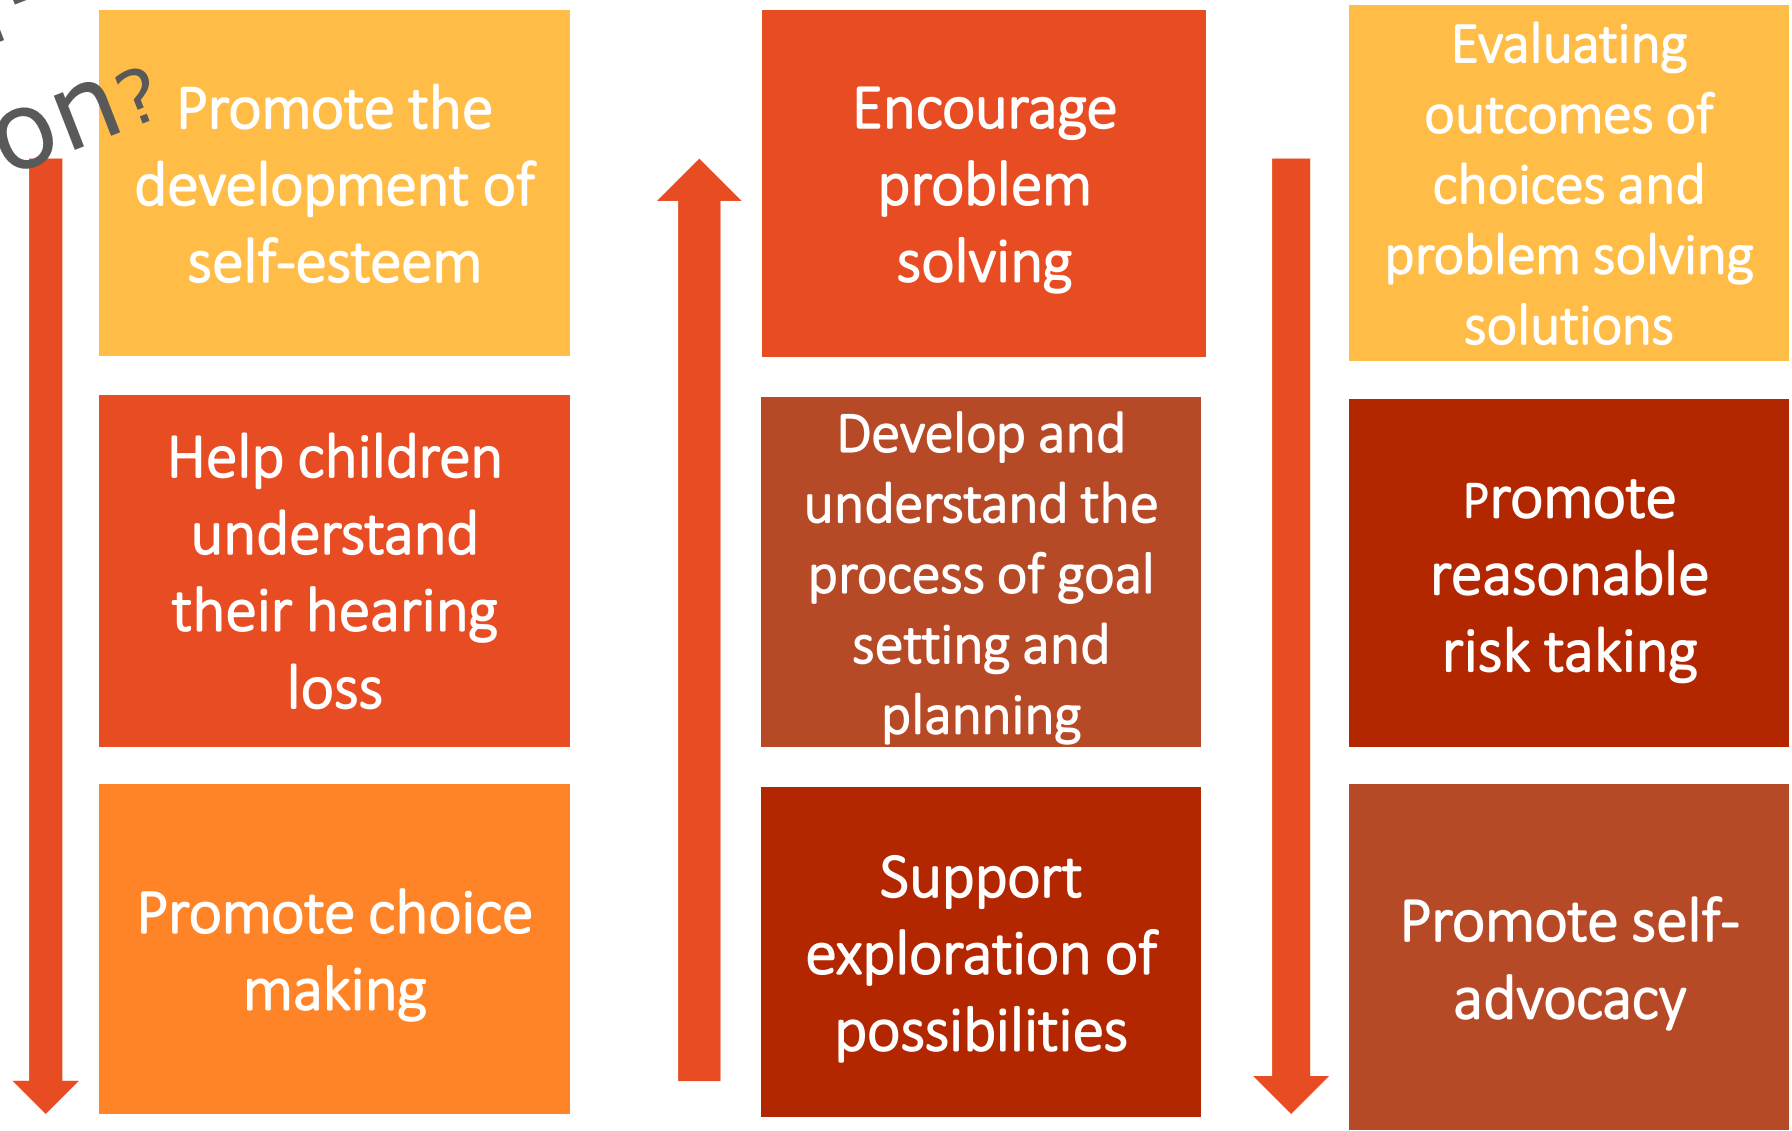 on?
Promote the
development of
self-esteem
Help children
understand
their hearing
loss
Promote choice
making
Encourage
problem
solving
Develop and
understand the
process of goal
setting and
planning
Support
exploration of
possibilities
Evaluating
outcomes of
choices and
problem solving
solutions
Promote
reasonable
risk taking
Promote self-
advocacy